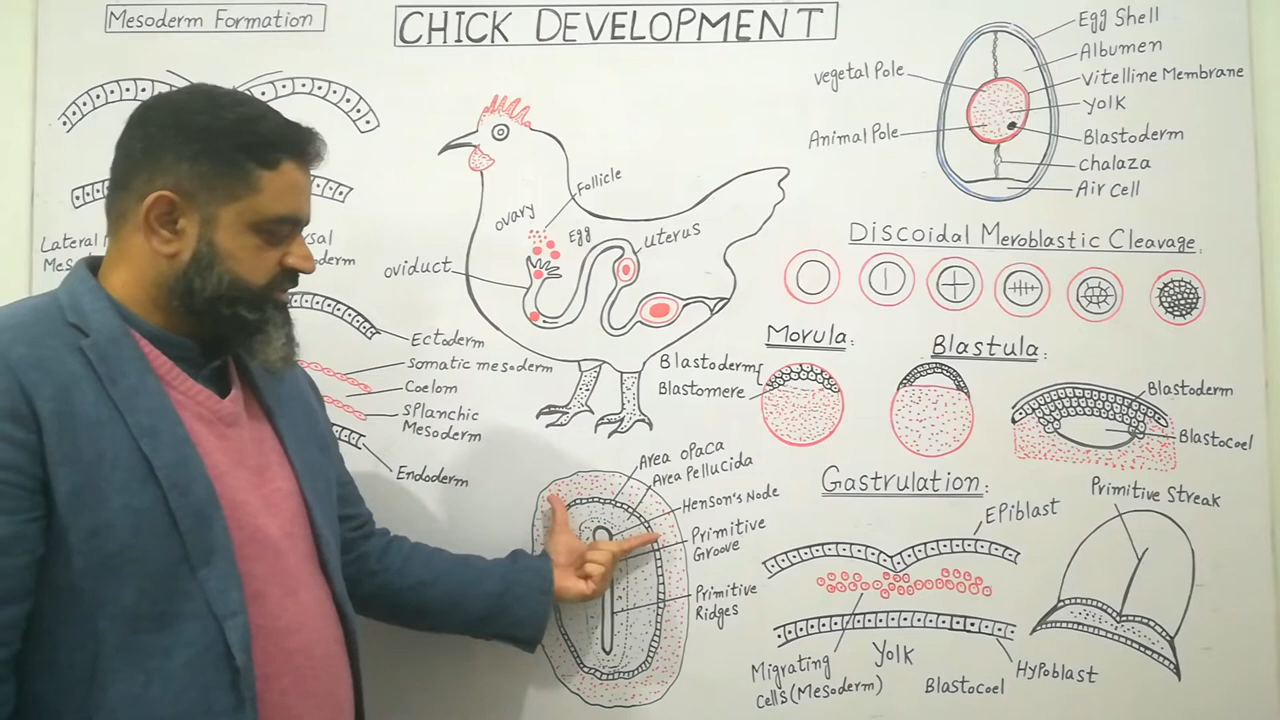 Mesoderm Formation
CHICK DEVELOPMENT
Egg Shell
Albumen
Vitelline Membrane
Yolk
Blastoderm
Chalaza
Air Cell
vegetal Pole
Animal Pole
Follicle
ovary
Egg
uterus
oviduct
Lateral
Ectoderm
Somatic mesoderm
Coelom
SPlanchic
Mesoderm
Endoderm
Discoidal Meroblastic Cleavage
Morula:
Blastoderm
Blastomere
Blastula:
Blastoderm
Blastocoel
Area oPaca
Area Pellucida
Henson's Node
Primitive
Groove
Primitive
Ridges
Gastrulation:
EPiblast
Primitive Streak
Migrating
Cells (Mesoderm)
Yolk
Blastocoel
HyPoblast